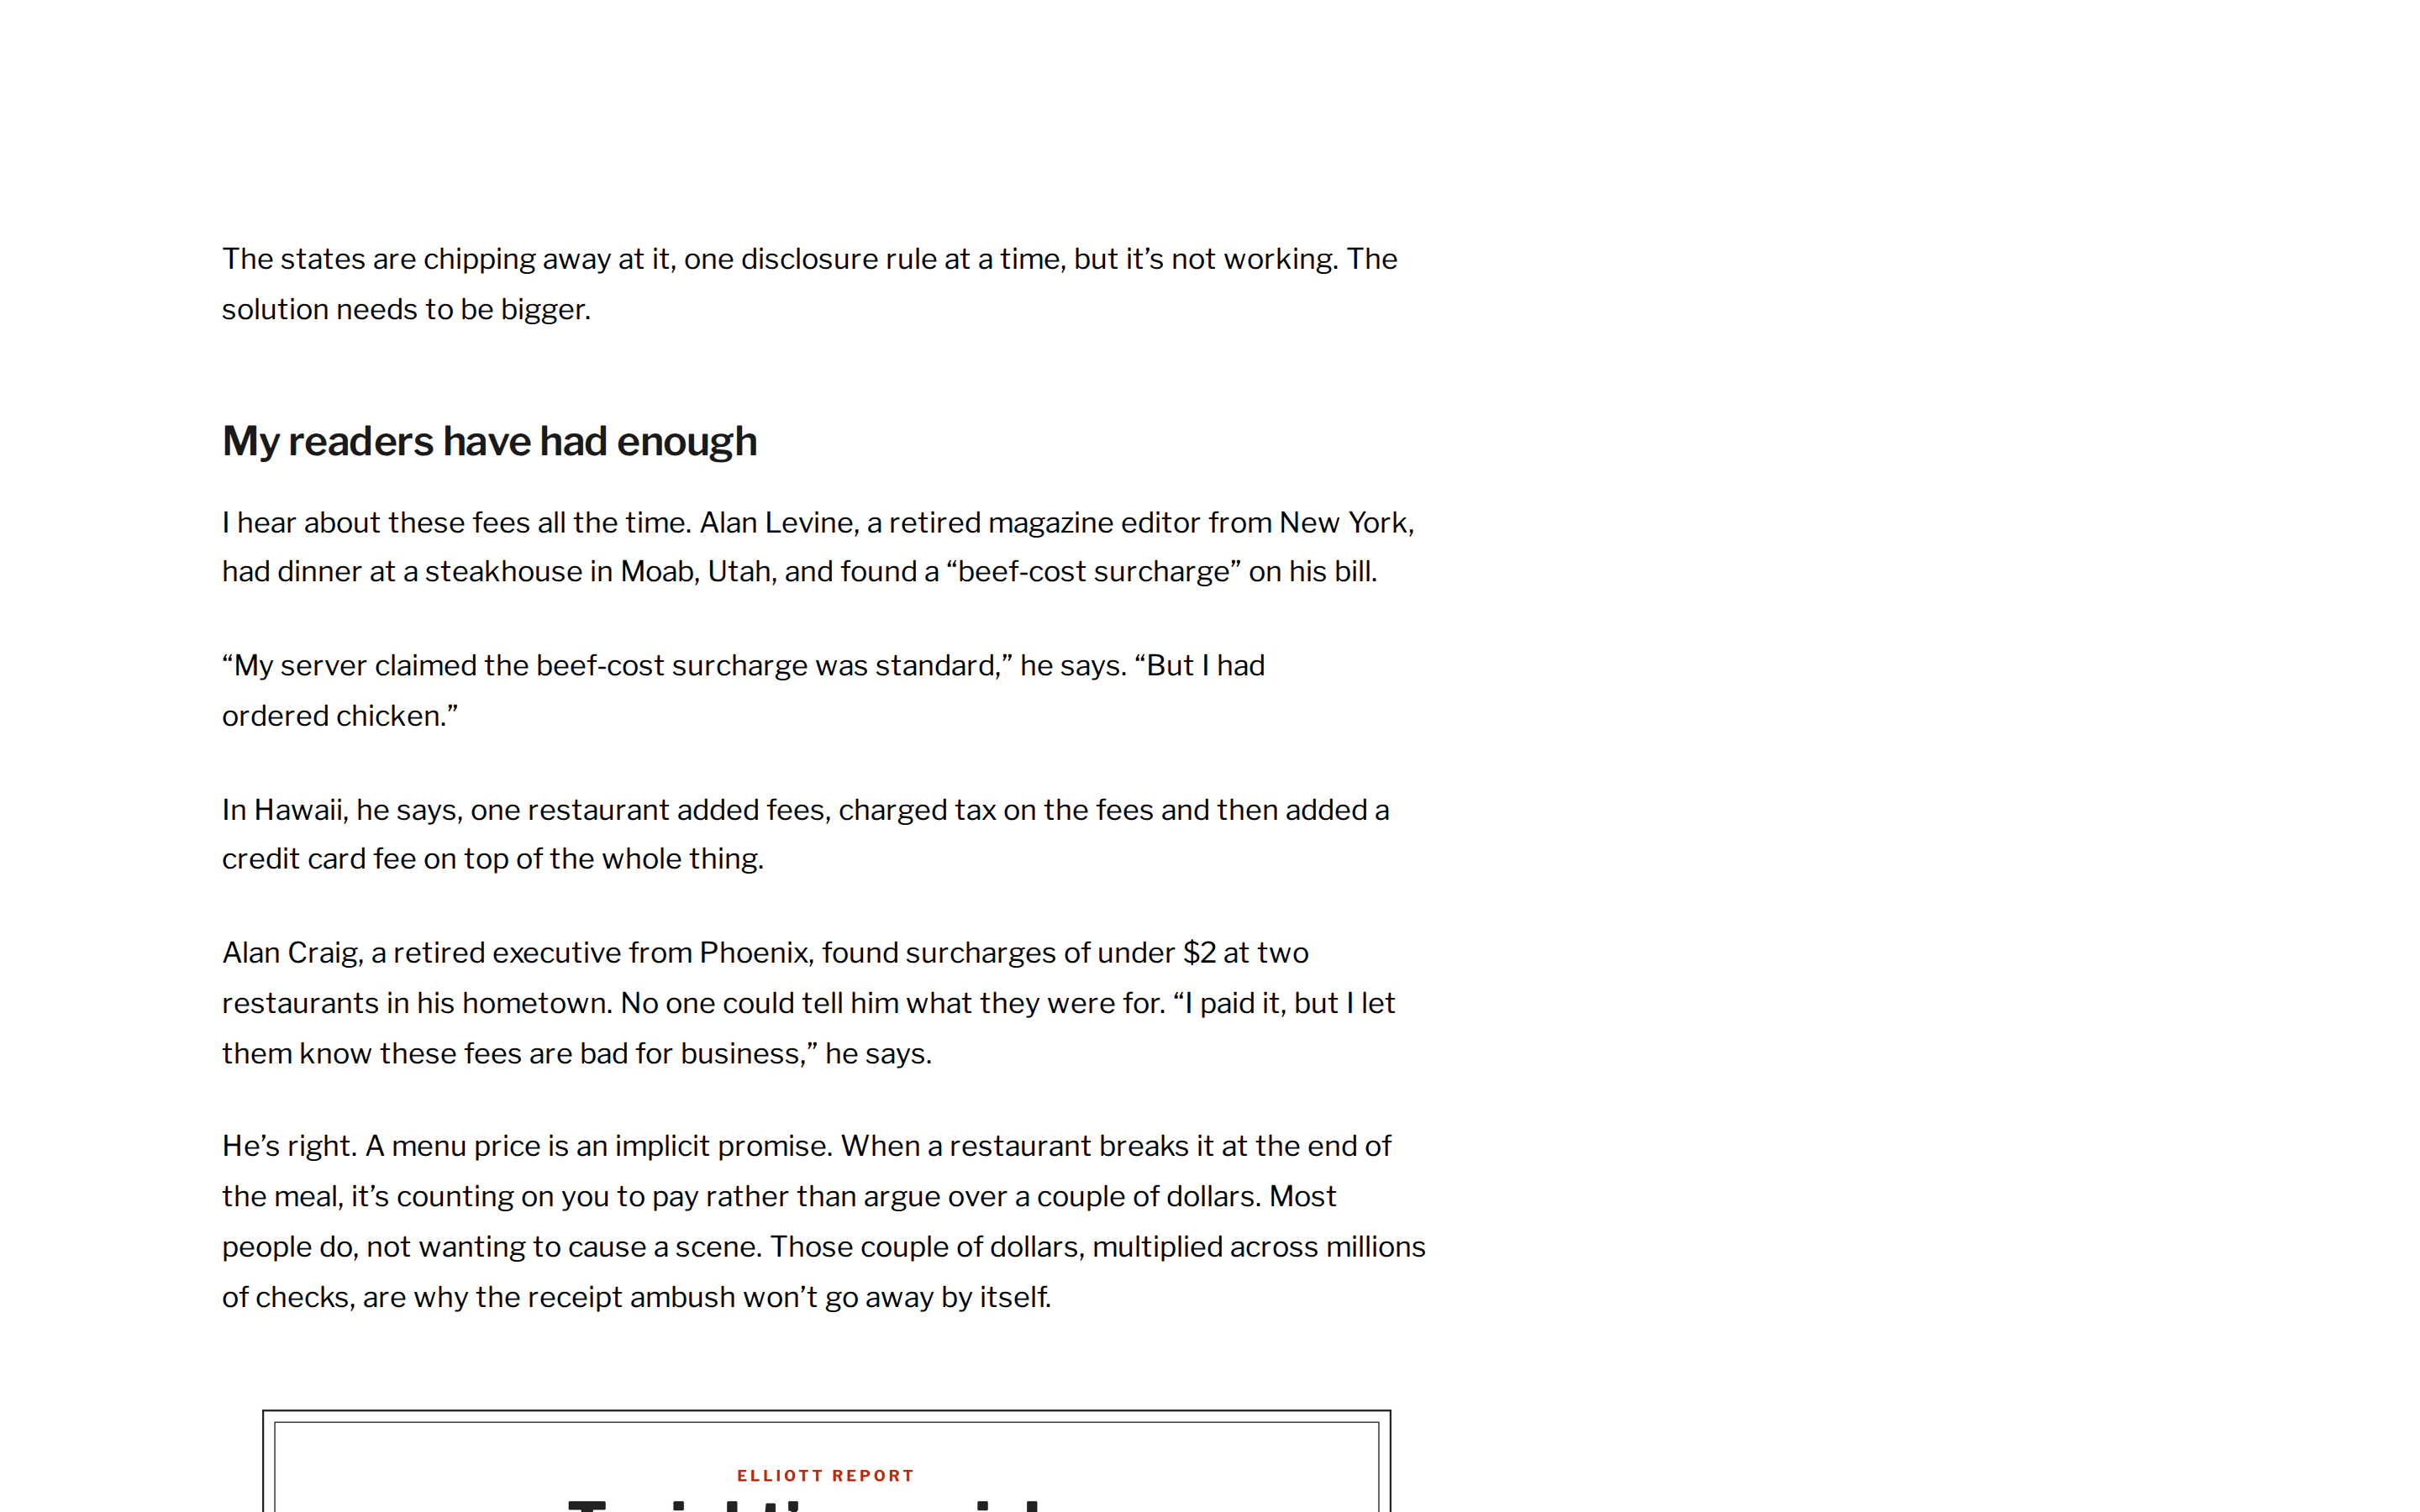 The states are chipping away at it, one disclosure rule at a time, but it’s not working. The
solution needs to be bigger.
My readers have had enough
I hear about these fees all the time. Alan Levine, a retired magazine editor from New York,
had dinner at a steakhouse in Moab, Utah, and found a “beef-cost surcharge” on his bill.
“My server claimed the beef-cost surcharge was standard,” he says. “But I had
ordered chicken.”
In Hawaii, he says, one restaurant added fees, charged tax on the fees and then added a
credit card fee on top of the whole thing.
Alan Craig, a retired executive from Phoenix, found surcharges of under $2 at two
restaurants in his hometown. No one could tell him what they were for. “I paid it, but I let
them know these fees are bad for business,” he says.
He’s right. A menu price is an implicit promise. When a restaurant breaks it at the end of
the meal, it’s counting on you to pay rather than argue over a couple of dollars. Most
people do, not wanting to cause a scene. Those couple of dollars, multiplied across millions
of checks, are why the receipt ambush won’t go away by itself.
ELLIOTT REPORT